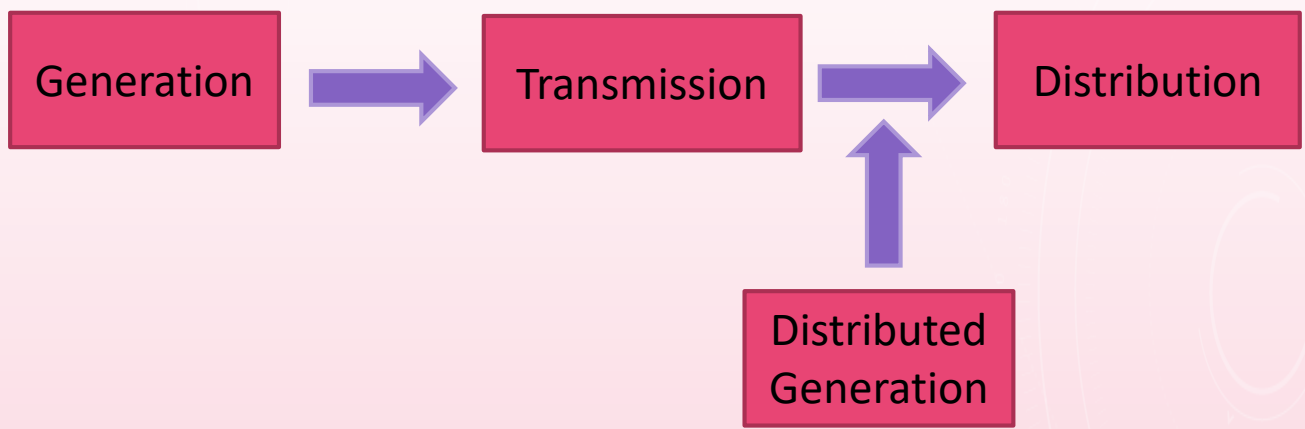 Generation
Transmission
Distribution
Distributed
Generation